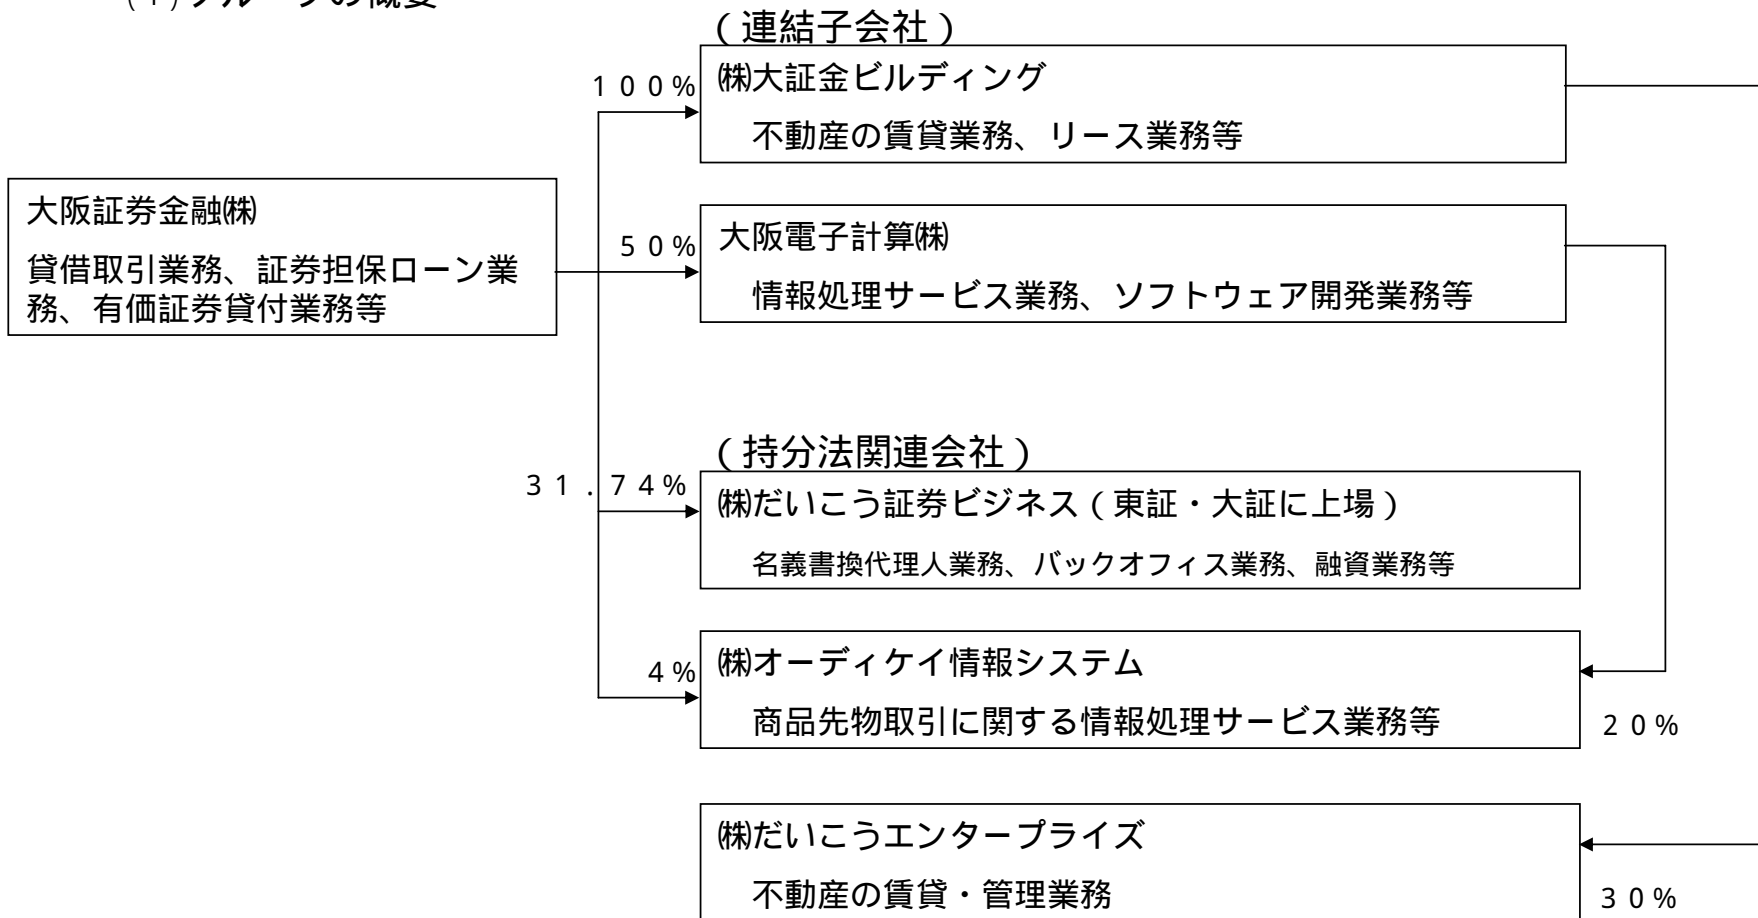 グループの概要
(連結子会社)
100%
㈱大証金ビルディング
不動産の賃貸業務、リース業務等
大阪証券金融㈱
貸借取引業務、証券担保ローン業
務、有価証券貸付業務等
50%
大阪電子計算㈱
情報処理サービス業務、ソフトウェア開発業務等
(持分法関連会社)
31.74%
㈱だいこう証券ビジネス(東証・大証に上場)
名義書換代理人業務、バックオフィス業務、融資業務等
4%
㈱オーディケイ情報システム
商品先物取引に関する情報処理サービス業務等
20%
㈱だいこうエンタープライズ
不動産の賃貸・管理業務
30%